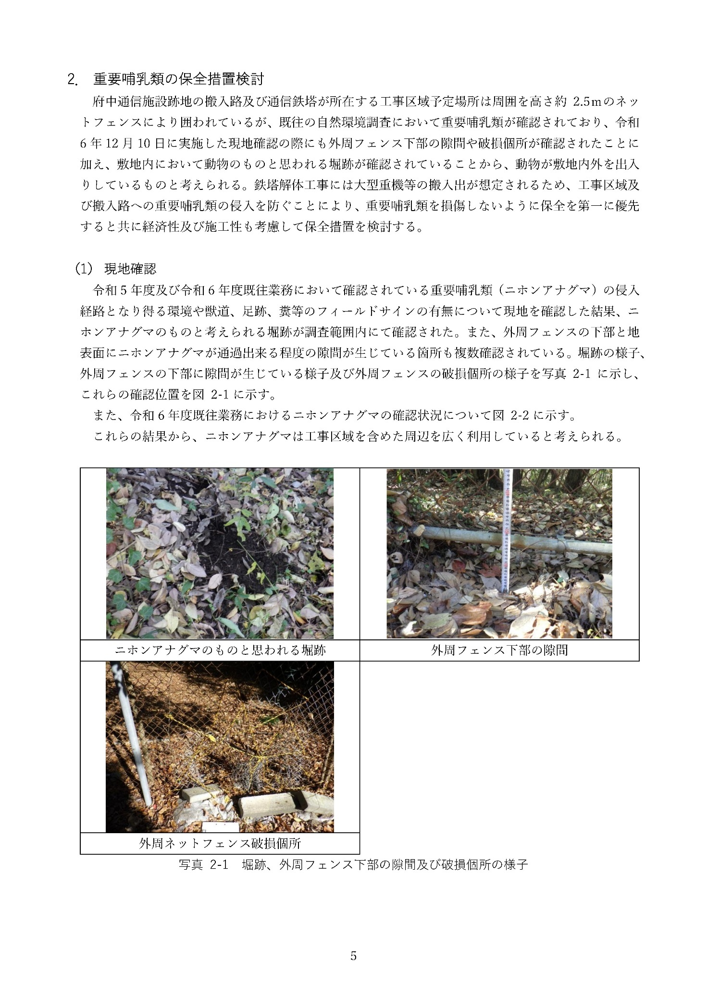 2. 重要哺乳類の保全措置検討
府中通信施設跡地の搬入路及び通信鉄塔が所在する工事区域予定場所は周囲を高さ約 2.5mのネッ
トフェンスにより囲われているが、既往の自然環境調査において重要哺乳類が確認されており、令和
6 年 12 月 10 日に実施した現地確認の際にも外周フェンス下部の隙間や破損個所が確認されたことに
加え、敷地内において動物のものと思われる堀跡が確認されていることから、動物が敷地内外を出入
りしているものと考えられる。鉄塔解体工事には大型重機等の搬入出が想定されるため、工事区域及
び搬入路への重要哺乳類の侵入を防ぐことにより、重要哺乳類を損傷しないように保全を第一に優先
すると共に経済性及び施工性も考慮して保全措置を検討する。
(1) 現地確認
令和 5 年度及び令和 6 年度既往業務において確認されている重要哺乳類（ニホンアナグマ）の侵入
経路となり得る環境や獣道、足跡、糞等のフィールドサインの有無について現地を確認した結果、ニ
ホンアナグマのものと考えられる堀跡が調査範囲内にて確認された。また、外周フェンスの下部と地
表面にニホンアナグマが通過出来る程度の隙間が生じている箇所も複数確認されている。堀跡の様子、
外周フェンスの下部に隙間が生じている様子及び外周フェンスの破損個所の様子を写真 2-1 に示し、
これらの確認位置を図 2-1 に示す。
また、令和 6 年度既往業務におけるニホンアナグマの確認状況について図 2-2 に示す。
これらの結果から、ニホンアナグマは工事区域を含めた周辺を広く利用していると考えられる。
ニホンアナグマのものと思われる堀跡
外周フェンス下部の隙間
外周ネットフェンス破損個所
写真 2-1 堀跡、外周フェンス下部の隙間及び破損個所の様子
5